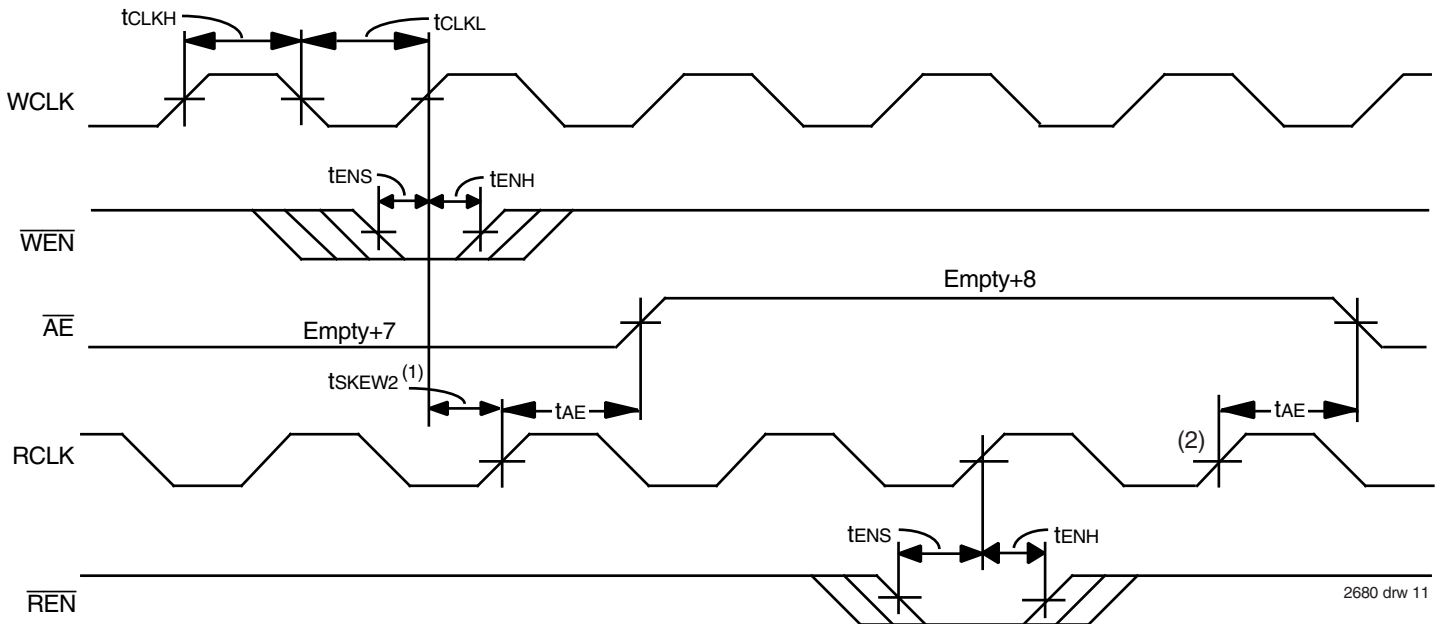 tCLKH
tCLKL
WCLK
tENS
tENH
WEN
Empty+8
AE
Empty+7
tSKEW2 (1)
tAE
tAE
RCLK
(2)
tENS
tENH
REN
2680 drw 11